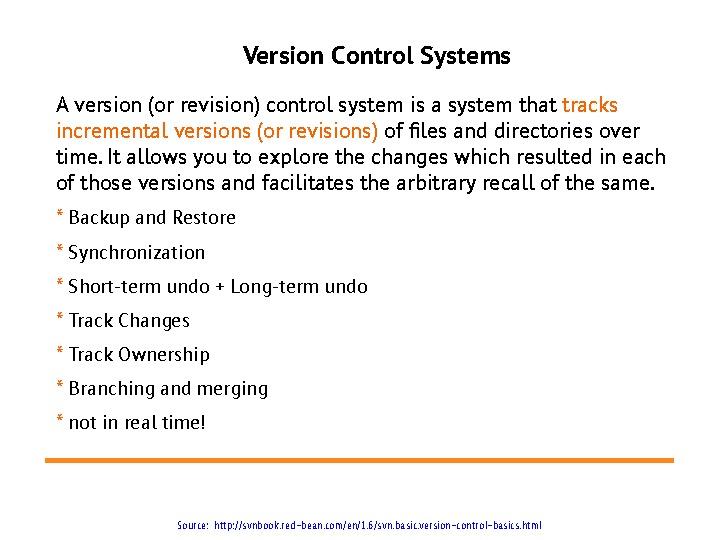 Version Control Systems
A version (or revision) control system is a system that tracks
incremental versions (or revisions) of files and directories over
time. It allows you to explore the changes which resulted in each
of those versions and facilitates the arbitrary recall of the same.
* Backup and Restore
* Synchronization
* Short-term undo + Long-term undo
* Track Changes
* Track Ownership
* Branching and merging
* not in real time!
Source: http://svnbook.red-bean.com/en/1.6/svn.basic.version-control-basics.html